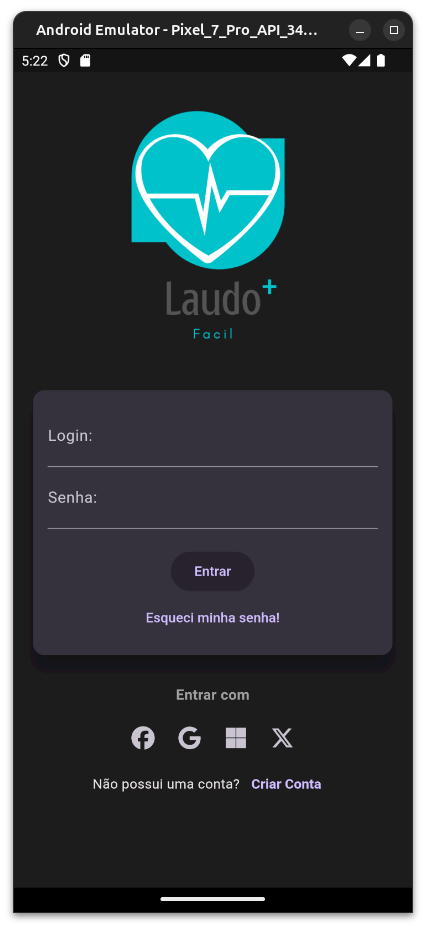 Android Emulator - Pixel_7_Pro_API_34...
5:22
Laudo+
Facil
Login:
Senha:
Entrar
Esqueci minha senha!
Entrar com
Não possui uma conta? Criar Conta